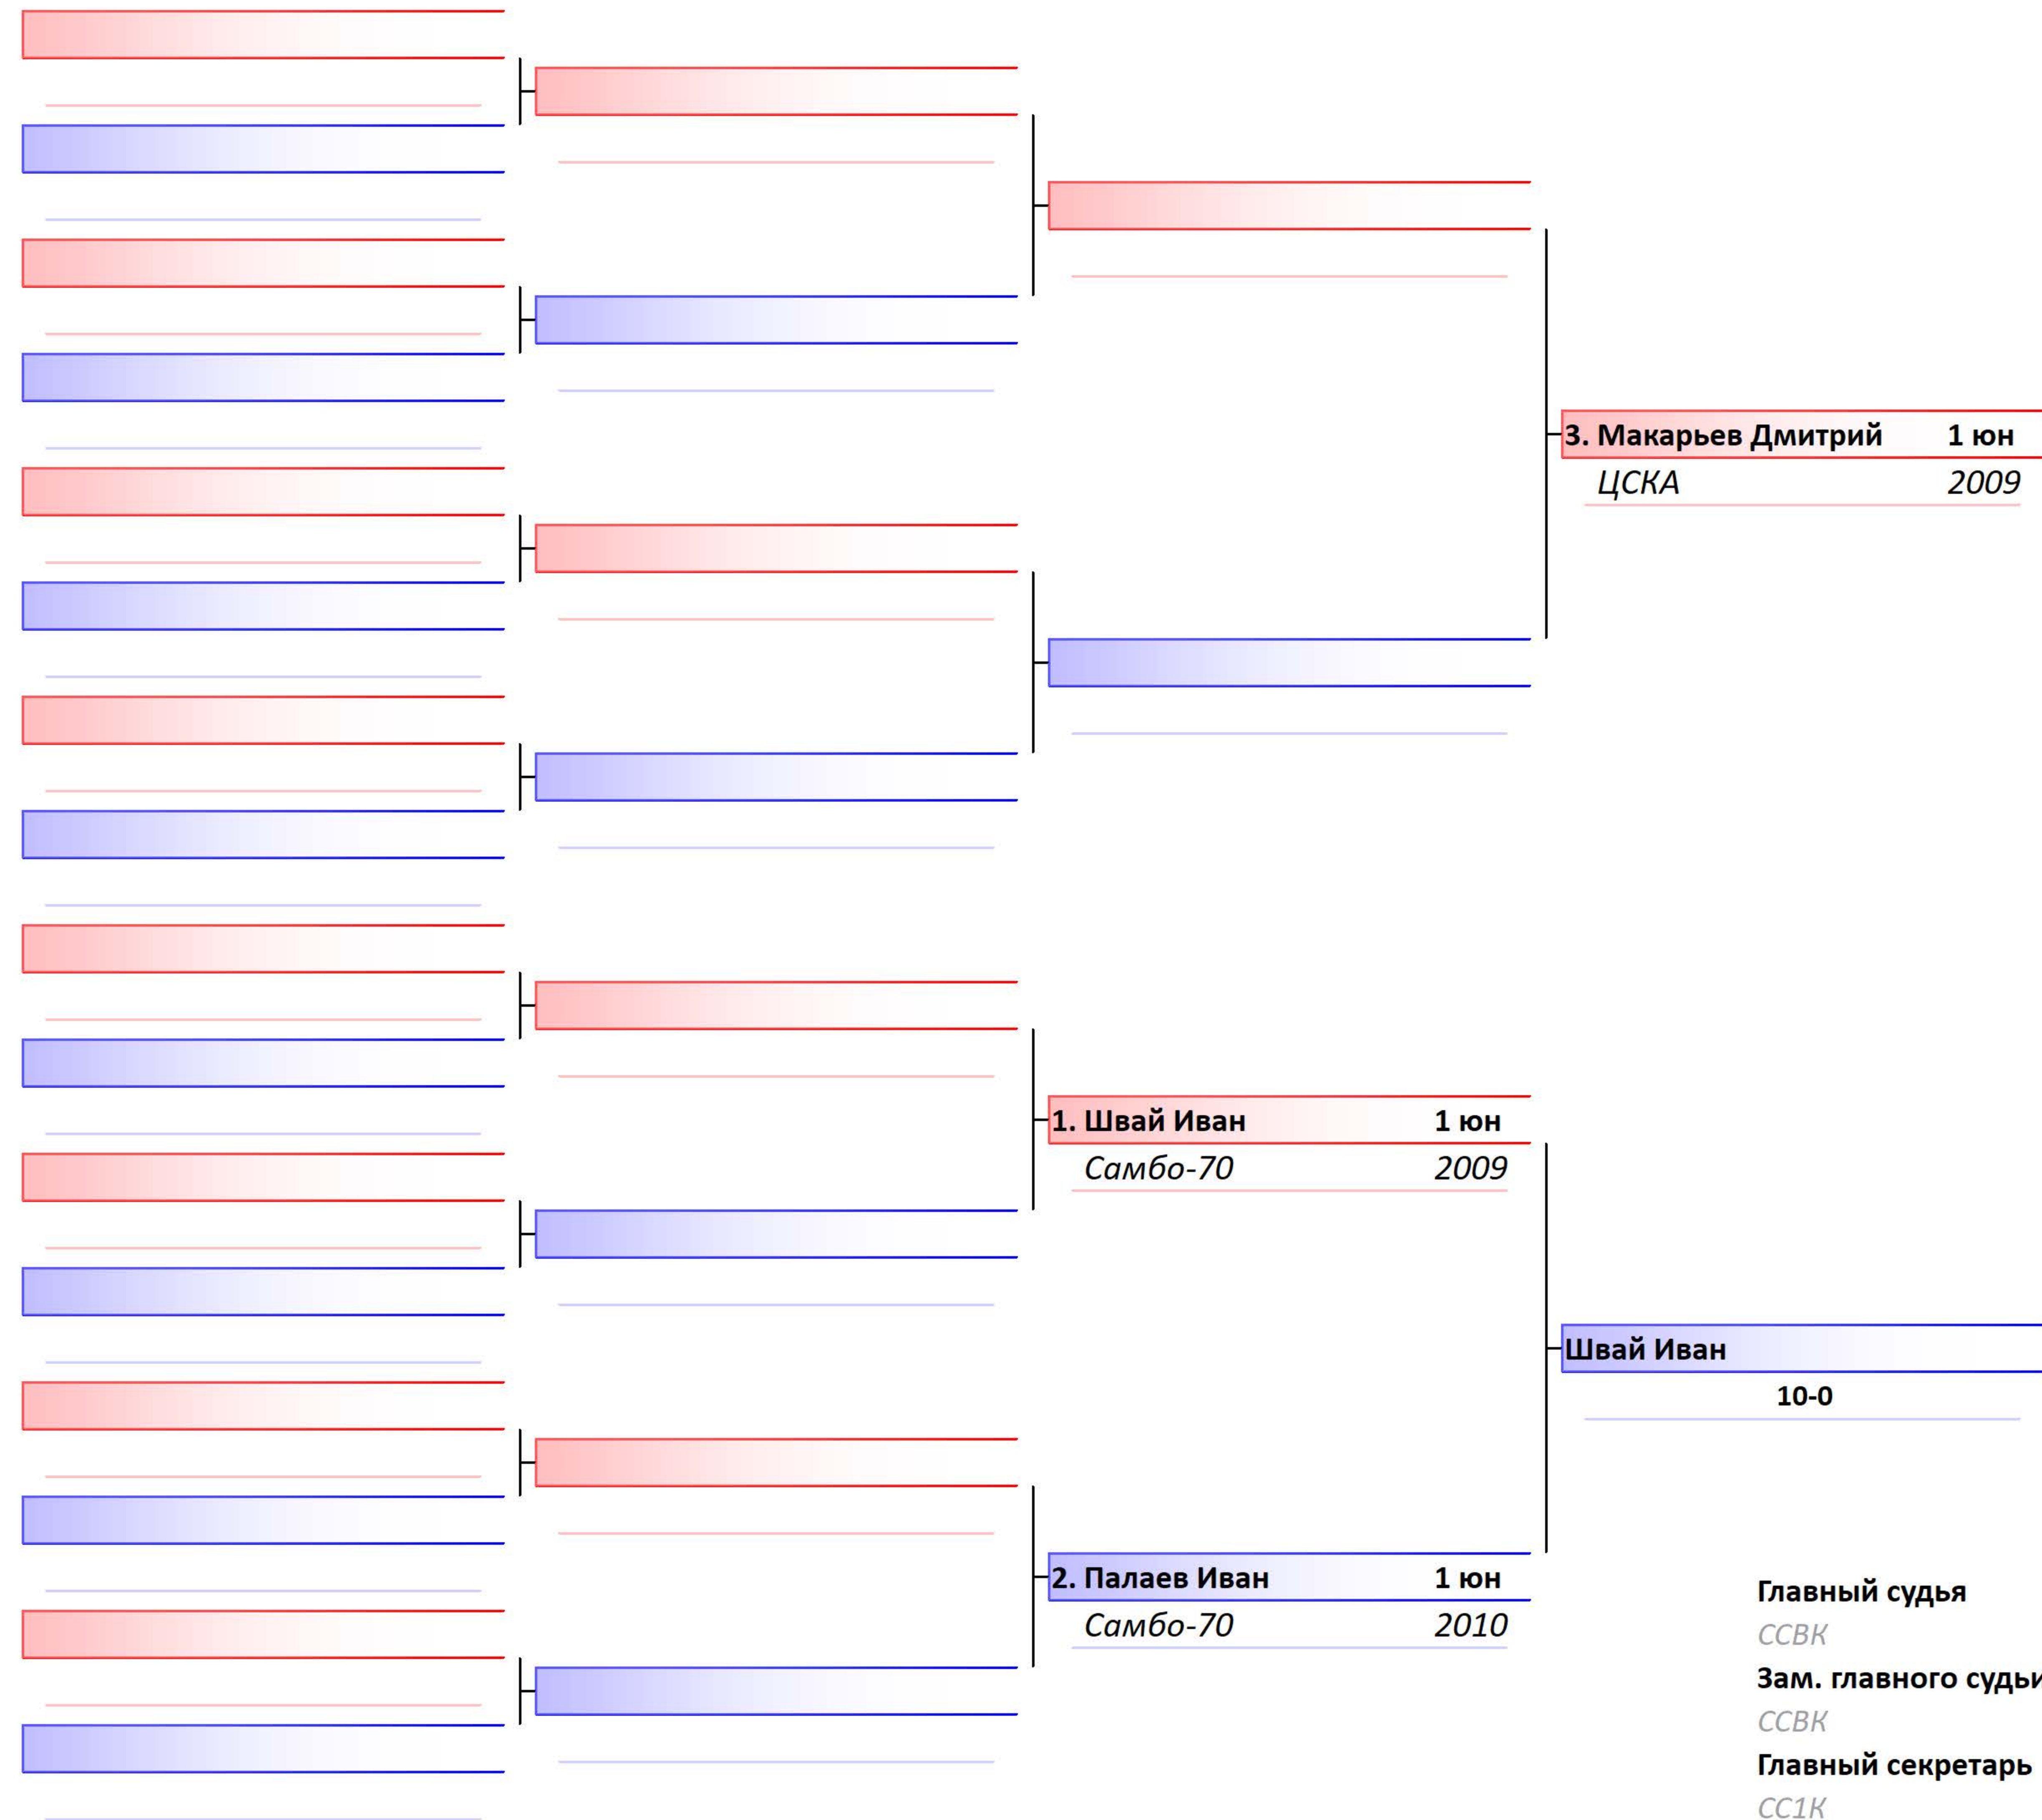 3. Макарьев Дмитрий 1 юн
ЦСКА 2009
1. Швай Иван 1 юн
Самбо-70 2009
Швай Иван
10-0
2. Палаев Иван 1 юн
Самбо-70 2010
Главный судья
ССВК
Зам. главного судьи
ССВК
Главный секретарь
СС1К